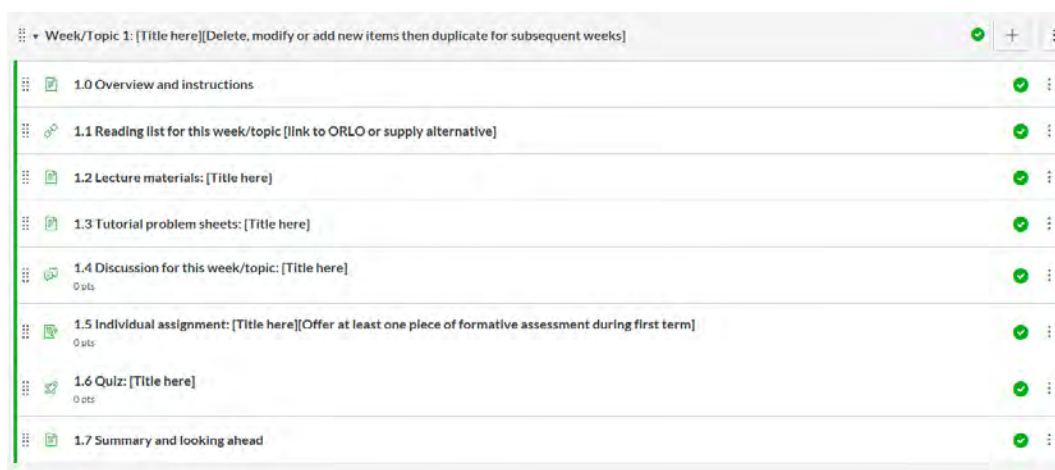 Week/Topic 1: [Title here][Delete, modify or add new items then duplicate for subsequent weeks]
1.0 Overview and instructions
1.1 Reading list for this week/topic [link to ORLO or supply alternative]
1.2 Lecture materials: [Title here]
1.3 Tutorial problem sheets: [Title here]
1.4 Discussion for this week/topic: [Title here]
0 pts
1.5 Individual assignment: [Title here][Offer at least one piece of formative assessment during first term]
0 pts
1.6 Quiz: [Title here]
0 pts
1.7 Summary and looking ahead